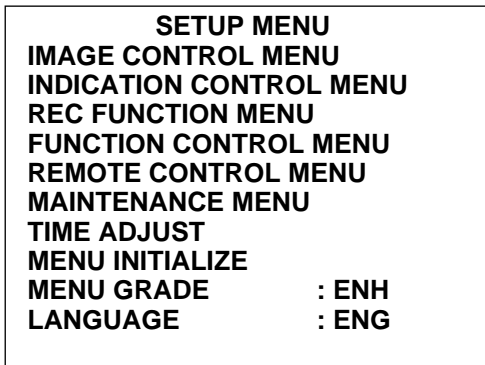 SETUP MENU
IMAGE CONTROL MENU
INDICATION CONTROL MENU
REC FUNCTION MENU
FUNCTION CONTROL MENU
REMOTE CONTROL MENU
MAINTENANCE MENU
TIME ADJUST
MENU INITIALIZE
MENU GRADE : ENH
LANGUAGE : ENG